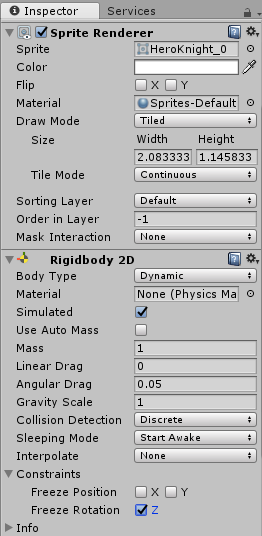 Inspector Services
Sprite Renderer
Sprite HeroKnight_0
Color
Flip X Y
Material Sprites-Default
Draw Mode Tiled
Size Width Height
2.083333 1.145833
Tile Mode Continuous
Sorting Layer Default
Order in Layer -1
Mask Interaction None
Rigidbody 2D
Body Type Dynamic
Material None (Physics Ma
Simulated
Use Auto Mass
Mass 1
Linear Drag 0
Angular Drag 0.05
Gravity Scale 1
Collision Detection Discrete
Sleeping Mode Start Awake
Interpolate None
Constraints
Freeze Position X Y
Freeze Rotation Z
Info